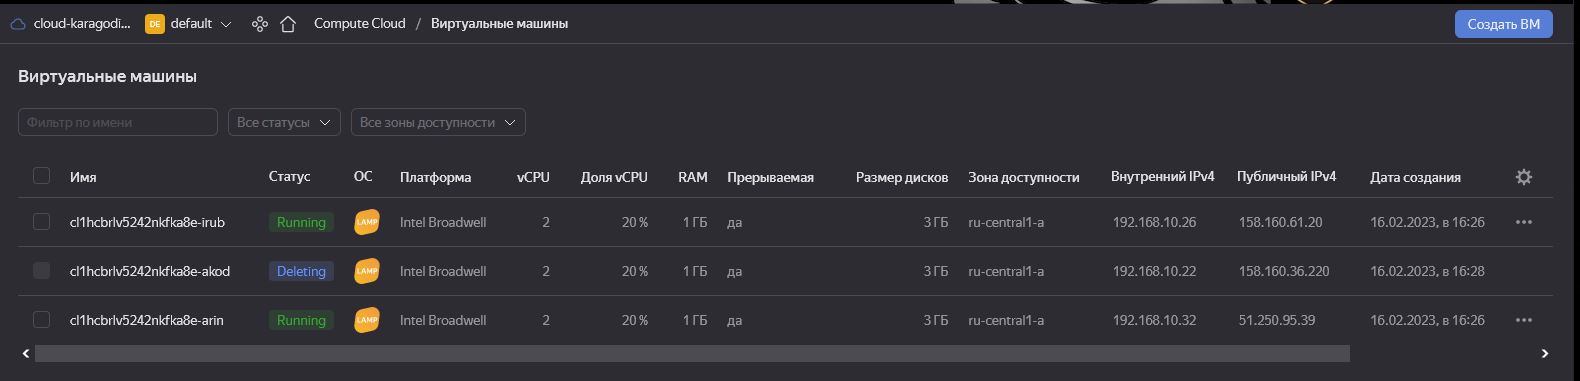 cloud-karagodi... DE default Compute Cloud / Виртуальные машины Создать ВМ
Виртуальные машины
Фильтр по имени Все статусы Все зоны доступности
Имя Статус ОС Платформа vCPU Доля vCPU RAM Прерываемая Размер дисков Зона доступности Внутренний IPv4 Публичный IPv4 Дата создания
cl1hcbrlv5242nkfka8e-irub Running LAMP Intel Broadwell 2 20 % 1 ГБ да 3 ГБ ru-central1-a 192.168.10.26 158.160.61.20 16.02.2023, в 16:26
cl1hcbrlv5242nkfka8e-akod Deleting LAMP Intel Broadwell 2 20 % 1 ГБ да 3 ГБ ru-central1-a 192.168.10.22 158.160.36.220 16.02.2023, в 16:28
cl1hcbrlv5242nkfka8e-arin Running LAMP Intel Broadwell 2 20 % 1 ГБ да 3 ГБ ru-central1-a 192.168.10.32 51.250.95.39 16.02.2023, в 16:26